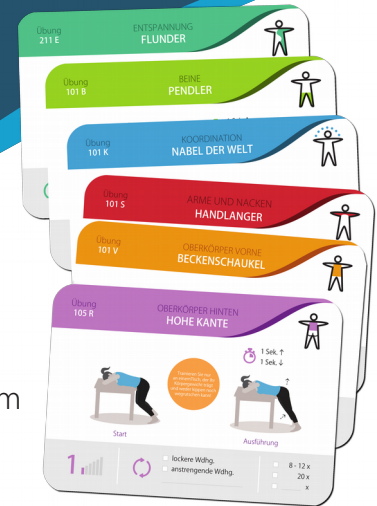 Übung
211 E
ENTSPANNUNG
FLUNDER
Übung
101 B
BEINE
PENDLER
Übung
101 K
KOORDINATION
NABEL DER WELT
Übung
101 S
ARME UND NACKEN
HANDLANGER
Übung
101 V
OBERKÖRPER VORNE
BECKENSCHAUKEL
Übung
105 R
OBERKÖRPER HINTEN
HOHE KANTE
1 Sek. ↑
1 Sek. ↓
Start
Ausführung
1
lockere Wdhg.
anstrengende Wdhg.
8 - 12 x
20 x
x
m